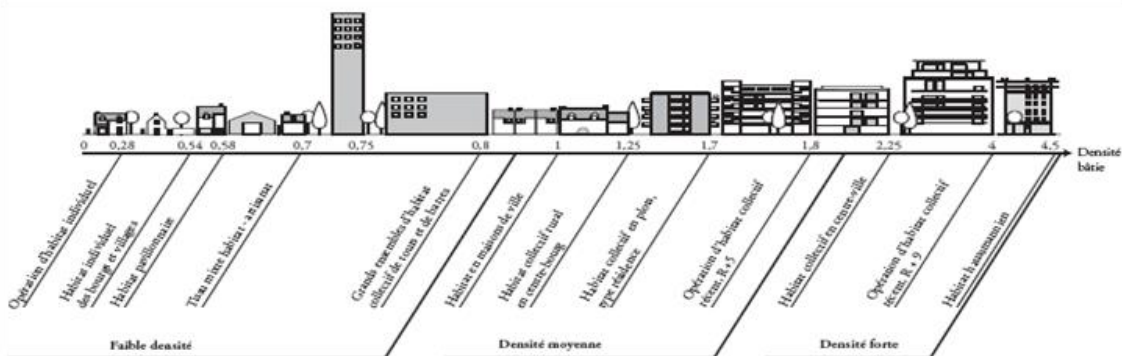 0 0,28 0,54 0,58 0,7 0,75 0,8 1 1,25 1,7 1,8 2,25 4 4,5
Densité
bâtie
Opération d'habitat individuel
Habitat individuel
des bourgs et villages
Habitat pavillonnaire
Tissu mixte habitat - artisanat
Grands ensembles d'habitat
collectif de tours et de barres
Habitat en maisons de ville
Habitat collectif rural
en centre-bourg
Habitat collectif en plots,
type résidence
Opération d'habitat collectif
récent, R + 5
Habitat collectif en centre-ville
Opération d'habitat collectif
récent, R + 9
Habitat haussmannien
Faible densité
Densité moyenne
Densité forte